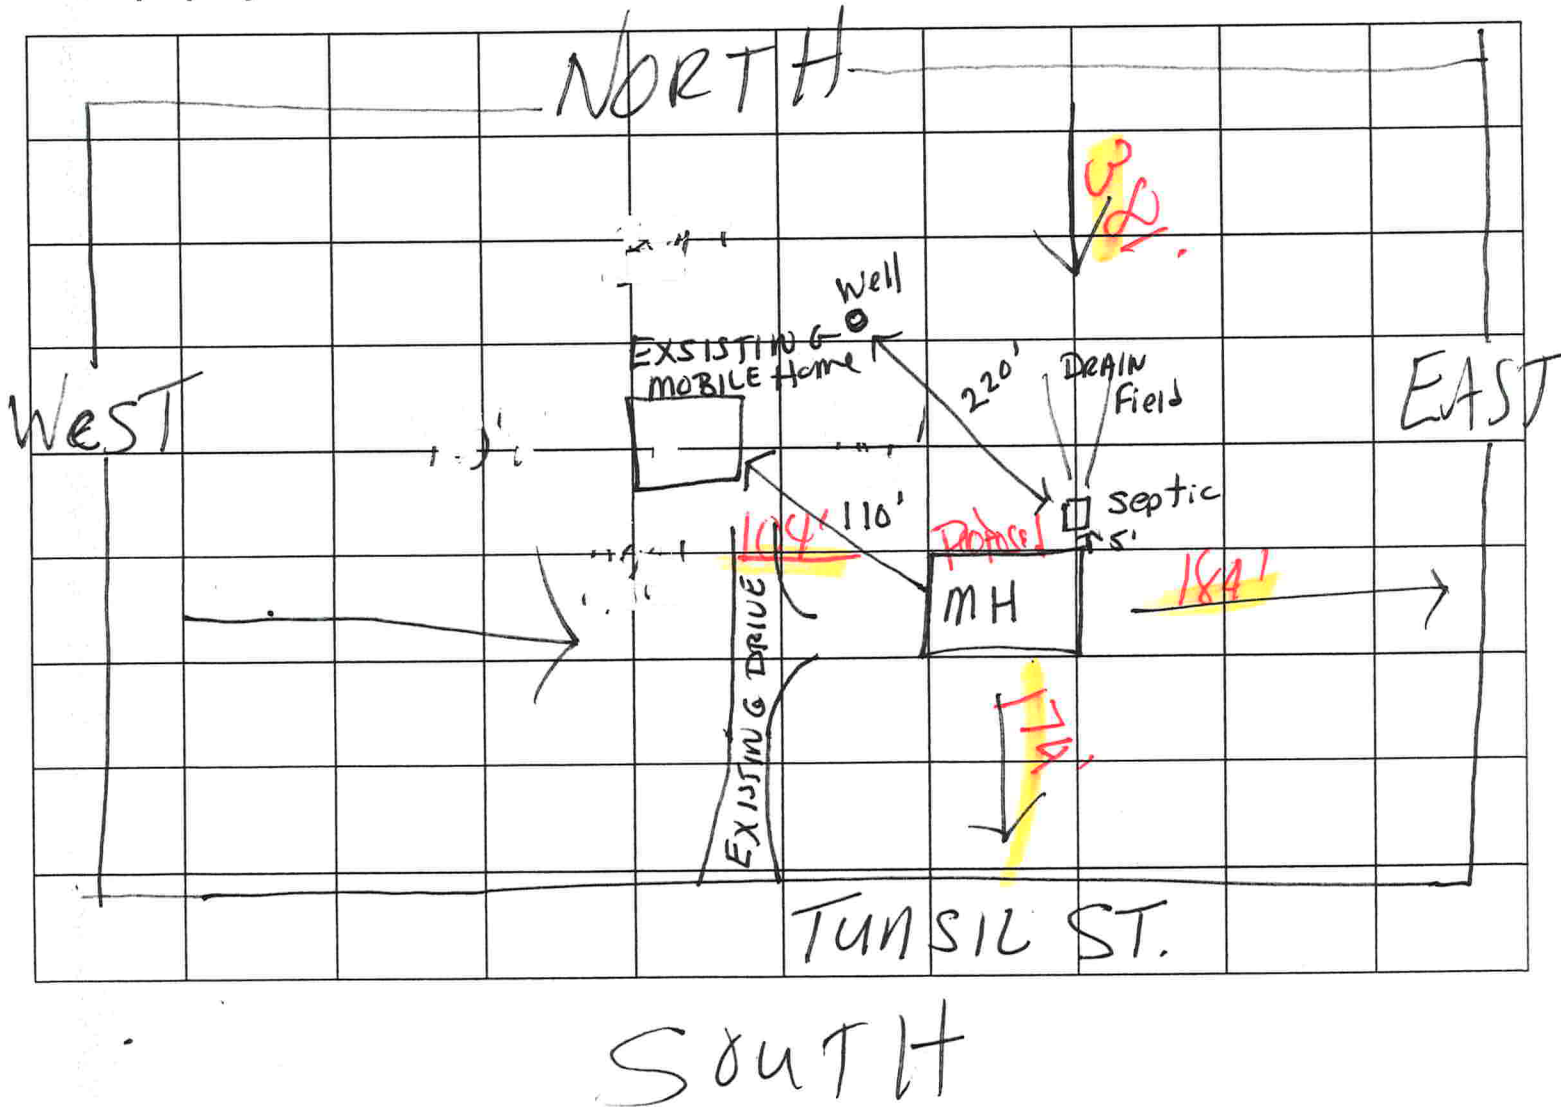 NORTH
Well
EXSISTING
MOBILE Home
220'
DRAIN
Field
WeST
EAST
septic
110'
104'
Proposed
5'
184'
MH
EXISTING DRIVE
174'
TUNSIL ST.
SOUTH